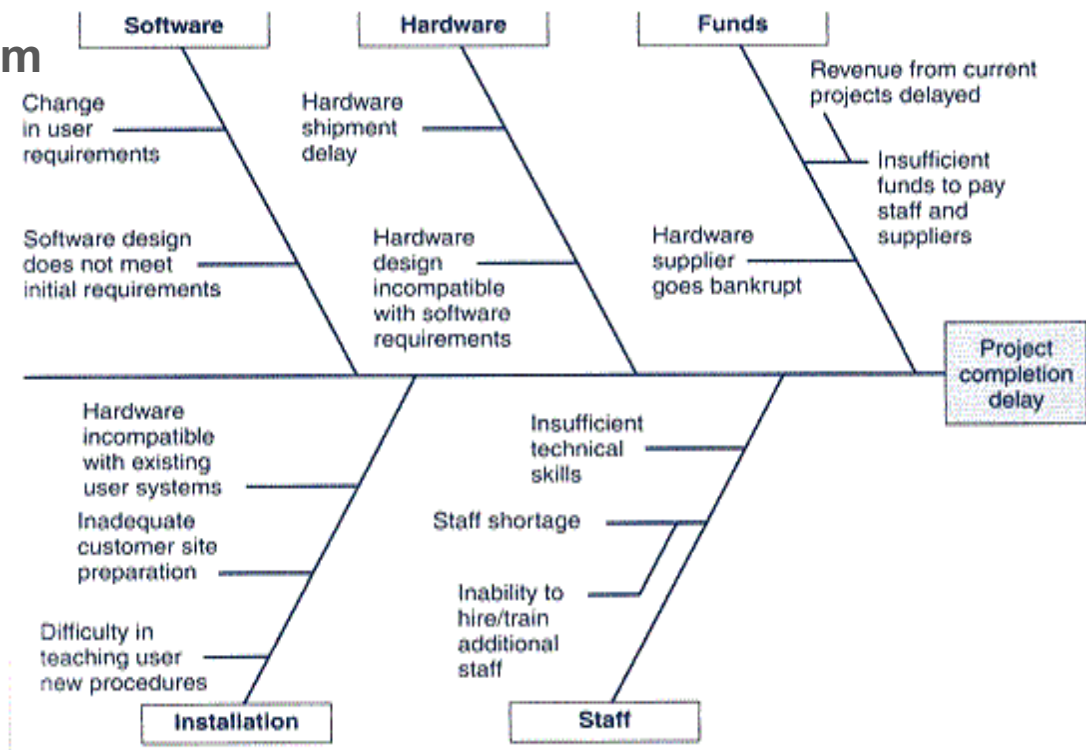 m
Software
Hardware
Funds
Change
in user
requirements
Hardware
shipment
delay
Revenue from current
projects delayed
Insufficient
funds to pay
staff and
suppliers
Software design
does not meet
initial requirements
Hardware
design
incompatible
with software
requirements
Hardware
supplier
goes bankrupt
Project
completion
delay
Hardware
incompatible
with existing
user systems
Inadequate
customer site
preparation
Difficulty in
teaching user
new procedures
Insufficient
technical
skills
Staff shortage
Inability to
hire/train
additional
staff
Installation
Staff